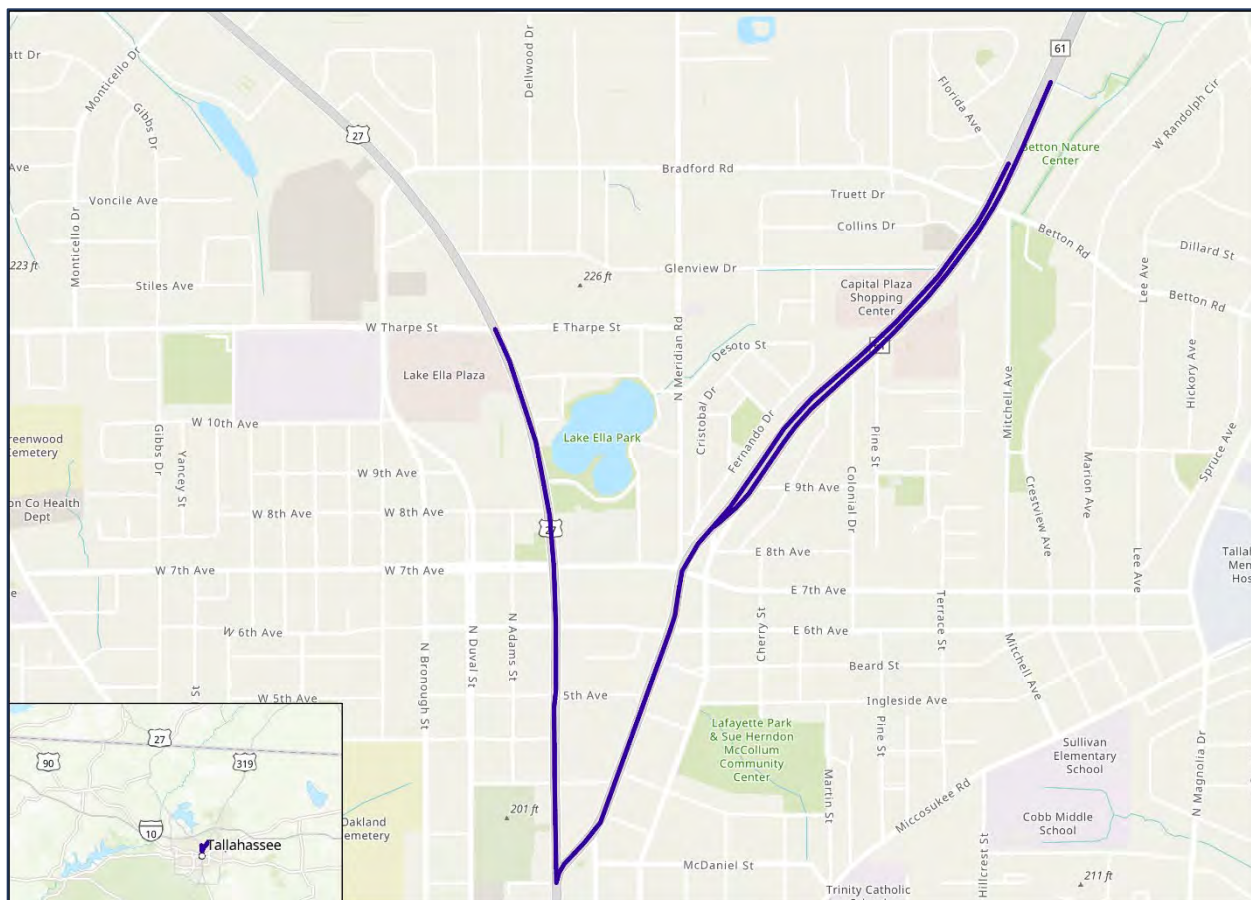 61
Monticello Dr
Dellwood Dr
Florida Ave
W Randolph Cir
Gibbs Dr
27
Betton Nature
Center
Ave
Bradford Rd
Truett Dr
Voncile Ave
Collins Dr
Betton Rd
Monticello Dr
Dillard St
223 ft
Glenview Dr
226 ft
Lee Ave
Stiles Ave
Capital Plaza
Shopping
Center
Betton Rd
W Tharpe St
E Tharpe St
N Meridian Rd
Desoto St
Hickory Ave
Lake Ella Plaza
Mitchell Ave
Cristobal Dr
Fernando Dr
W 10th Ave
Lake Ella Park
Pine St
Spruce Ave
Gibbs Dr
Yancey St
Cemetery
W 9th Ave
Marion Ave
E 9th Ave
Colonial Dr
Crestview Ave
on Co Health
Dept
W 8th Ave
W 8th Ave
27
E 8th Ave
Lee Ave
W 7th Ave
W 7th Ave
E 7th Ave
Terrace St
W 6th Ave
N Adams St
N Duval St
N Bronough St
Cherry St
E 6th Ave
Mitchell Ave
Beard St
St
W 5th Ave
5th Ave
Ingleside Ave
Pine St
Lafayette Park
& Sue Herndon
McCollum
Community
Center
Sullivan
Elementary
School
N Magnolia Dr
Martin St
Miccosukee Rd
27
90
319
201 ft
Oakland
Cemetery
Cobb Middle
School
10
Tallahassee
McDaniel St
Hillcrest St
211 ft
Trinity Catholic